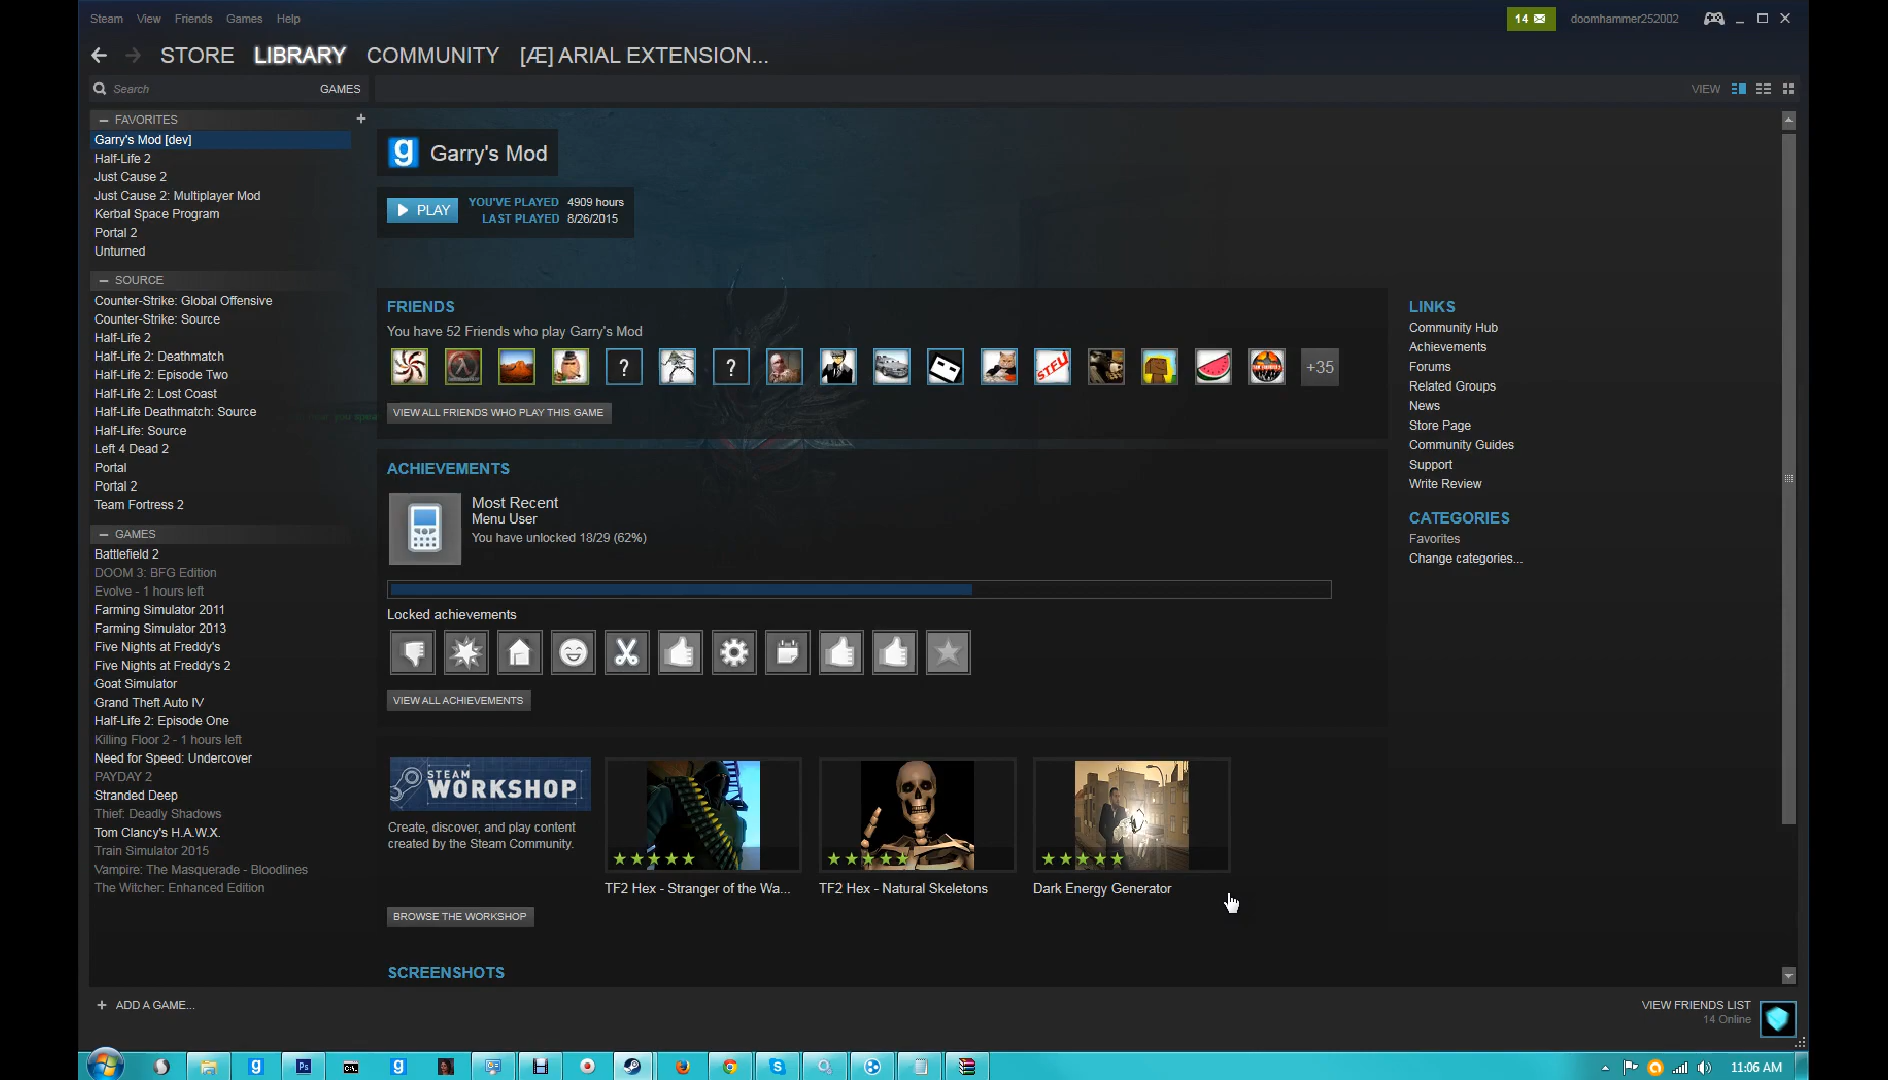 Steam View Friends Games Help
14 doomhammer252002
STORE LIBRARY COMMUNITY [Æ] ARIAL EXTENSION...
Search GAMES
VIEW
FAVORITES +
Garry's Mod [dev]
Half-Life 2
Just Cause 2
Just Cause 2: Multiplayer Mod
Kerbal Space Program
Portal 2
Unturned
SOURCE
Counter-Strike: Global Offensive
Counter-Strike: Source
Half-Life 2
Half-Life 2: Deathmatch
Half-Life 2: Episode Two
Half-Life 2: Lost Coast
Half-Life Deathmatch: Source
Half-Life: Source
Left 4 Dead 2
Portal
Portal 2
Team Fortress 2
GAMES
Battlefield 2
DOOM 3: BFG Edition
Evolve - 1 hours left
Farming Simulator 2011
Farming Simulator 2013
Five Nights at Freddy's
Five Nights at Freddy's 2
Goat Simulator
Grand Theft Auto IV
Half-Life 2: Episode One
Killing Floor 2 - 1 hours left
Need for Speed: Undercover
PAYDAY 2
Stranded Deep
Thief: Deadly Shadows
Tom Clancy's H.A.W.X.
Train Simulator 2015
Vampire: The Masquerade - Bloodlines
The Witcher: Enhanced Edition
+ ADD A GAME...
g Garry's Mod
PLAY
YOU'VE PLAYED 4909 hours
LAST PLAYED 8/26/2015
FRIENDS
You have 52 Friends who play Garry's Mod
? ? STFU +35
VIEW ALL FRIENDS WHO PLAY THIS GAME
ACHIEVEMENTS
Most Recent
Menu User
You have unlocked 18/29 (62%)
Locked achievements
VIEW ALL ACHIEVEMENTS
STEAM
WORKSHOP
Create, discover, and play content
created by the Steam Community.
TF2 Hex - Stranger of the Wa...
TF2 Hex - Natural Skeletons
Dark Energy Generator
BROWSE THE WORKSHOP
SCREENSHOTS
LINKS
Community Hub
Achievements
Forums
Related Groups
News
Store Page
Community Guides
Support
Write Review
CATEGORIES
Favorites
Change categories...
VIEW FRIENDS LIST
14 Online
g Ps C:\. g S
11:05 AM